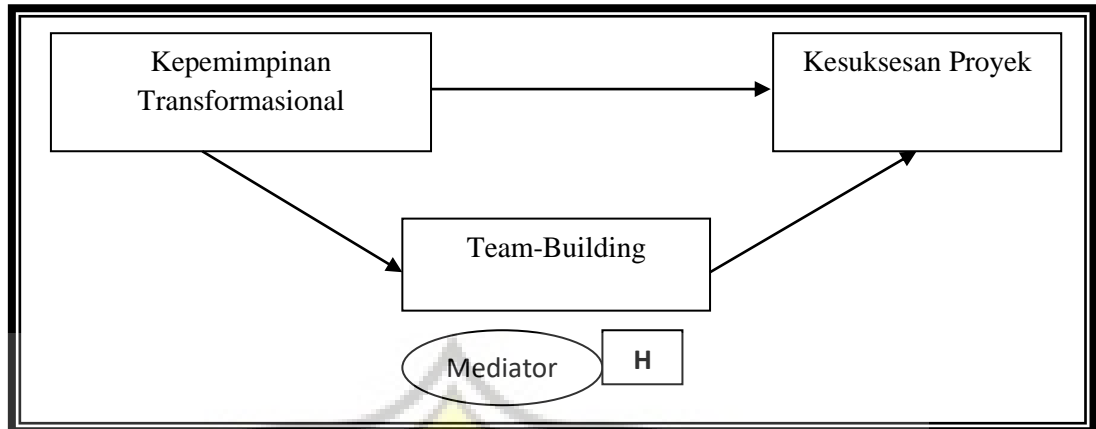 Kepemimpinan
Transformasional
Kesuksesan Proyek
Team-Building
Mediator
H